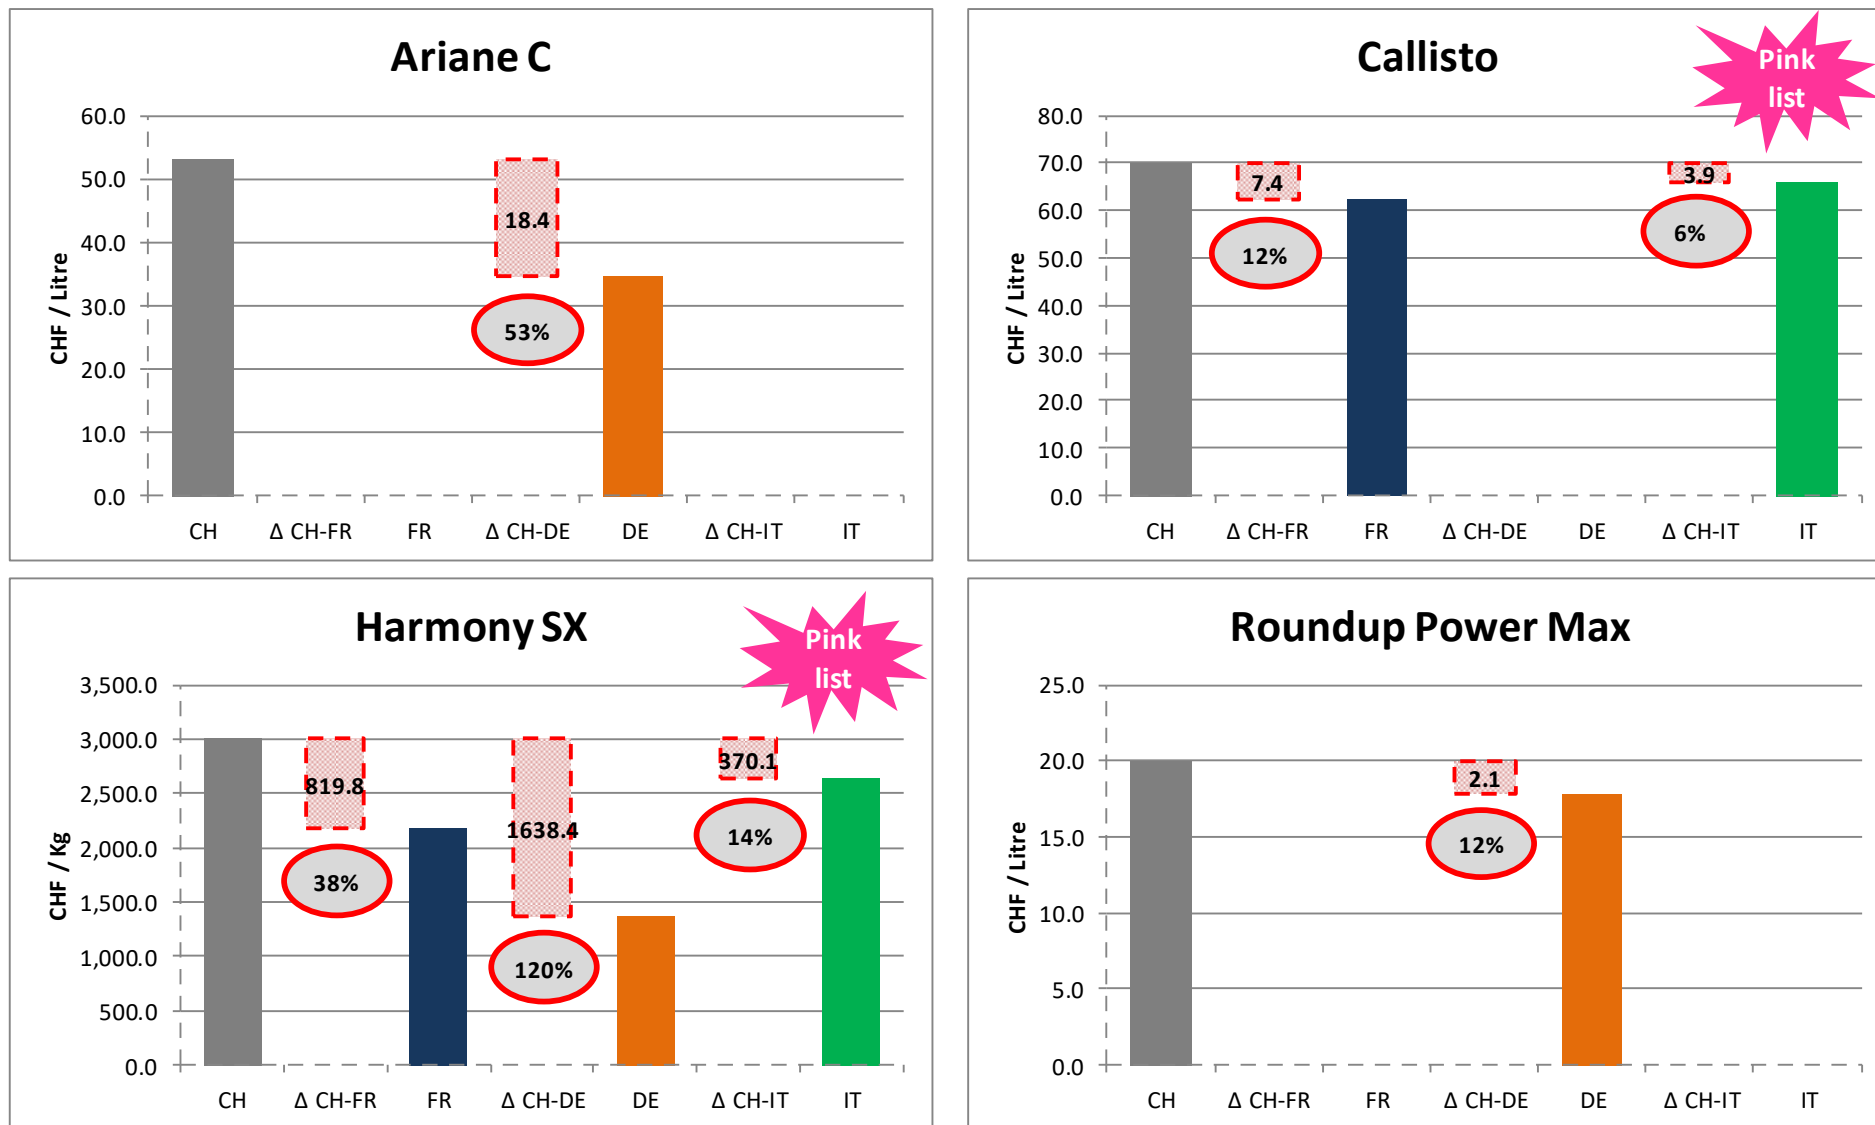 Ariane C
60.0
50.0
40.0
30.0
20.0
10.0
0.0
CHF / Litre
18.4
53%
CH
Δ CH-FR
FR
Δ CH-DE
DE
Δ CH-IT
IT
Callisto
Pink
list
80.0
70.0
60.0
50.0
40.0
30.0
20.0
10.0
0.0
CHF / Litre
7.4
12%
3.9
6%
CH
Δ CH-FR
FR
Δ CH-DE
DE
Δ CH-IT
IT
Harmony SX
Pink
list
3,500.0
3,000.0
2,500.0
2,000.0
1,500.0
1,000.0
500.0
0.0
CHF / Kg
819.8
38%
1638.4
120%
370.1
14%
CH
Δ CH-FR
FR
Δ CH-DE
DE
Δ CH-IT
IT
Roundup Power Max
25.0
20.0
15.0
10.0
5.0
0.0
CHF / Litre
2.1
12%
CH
Δ CH-FR
FR
Δ CH-DE
DE
Δ CH-IT
IT